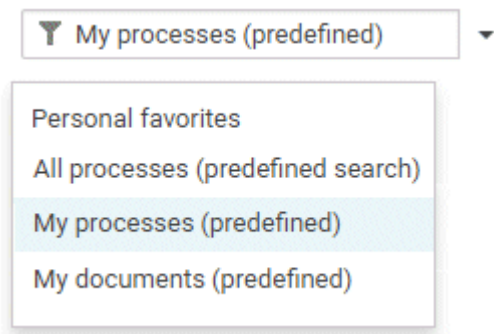 My processes (predefined)
Personal favorites
All processes (predefined search)
My processes (predefined)
My documents (predefined)